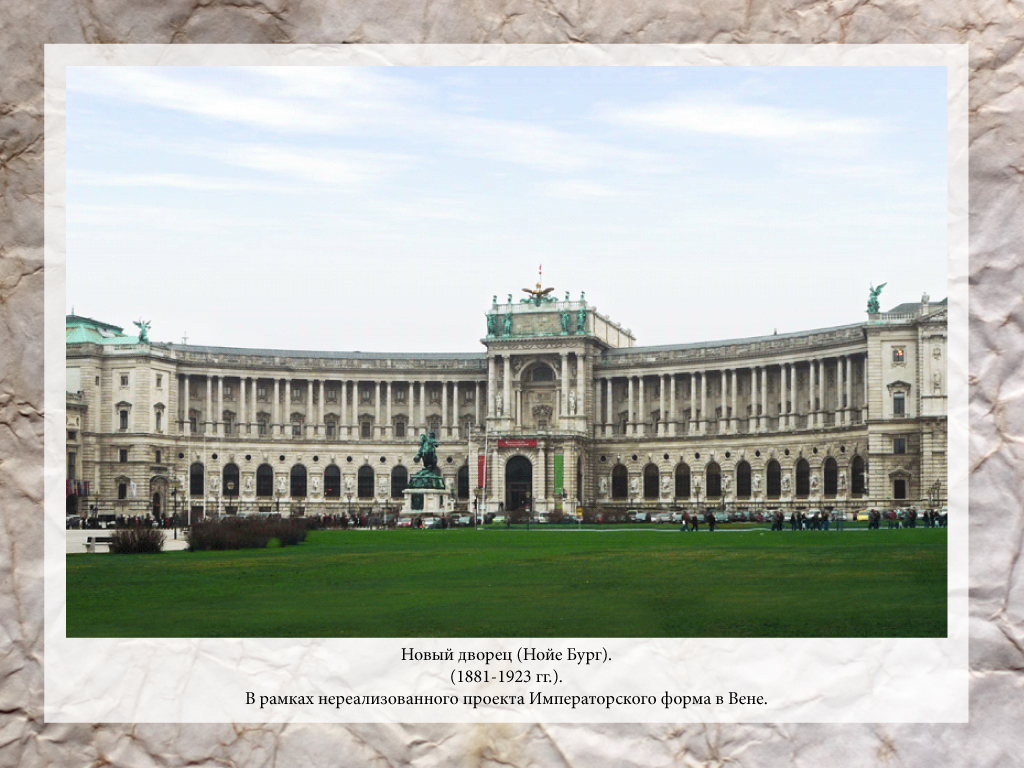 Новый дворец (Нойе Бург).
(1881-1923 гг.).
В рамках нереализованного проекта Императорского форма в Вене.